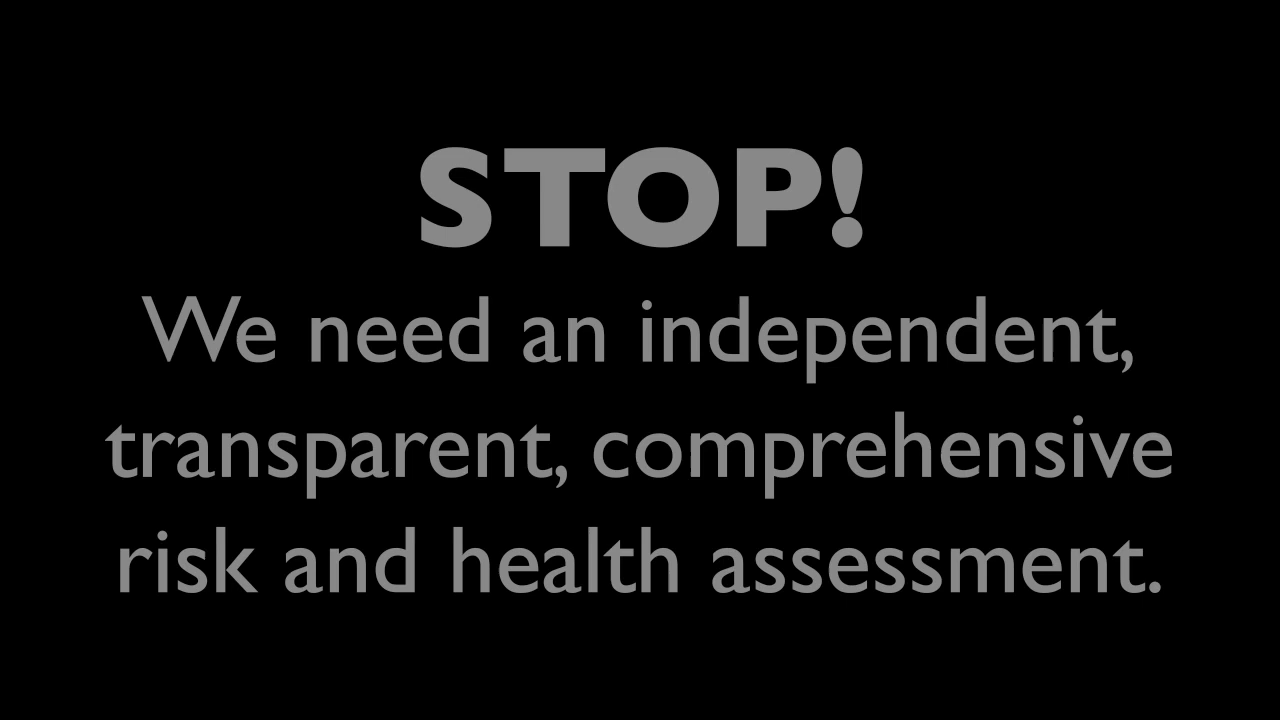 STOP!
We need an independent,
transparent, comprehensive
risk and health assessment.